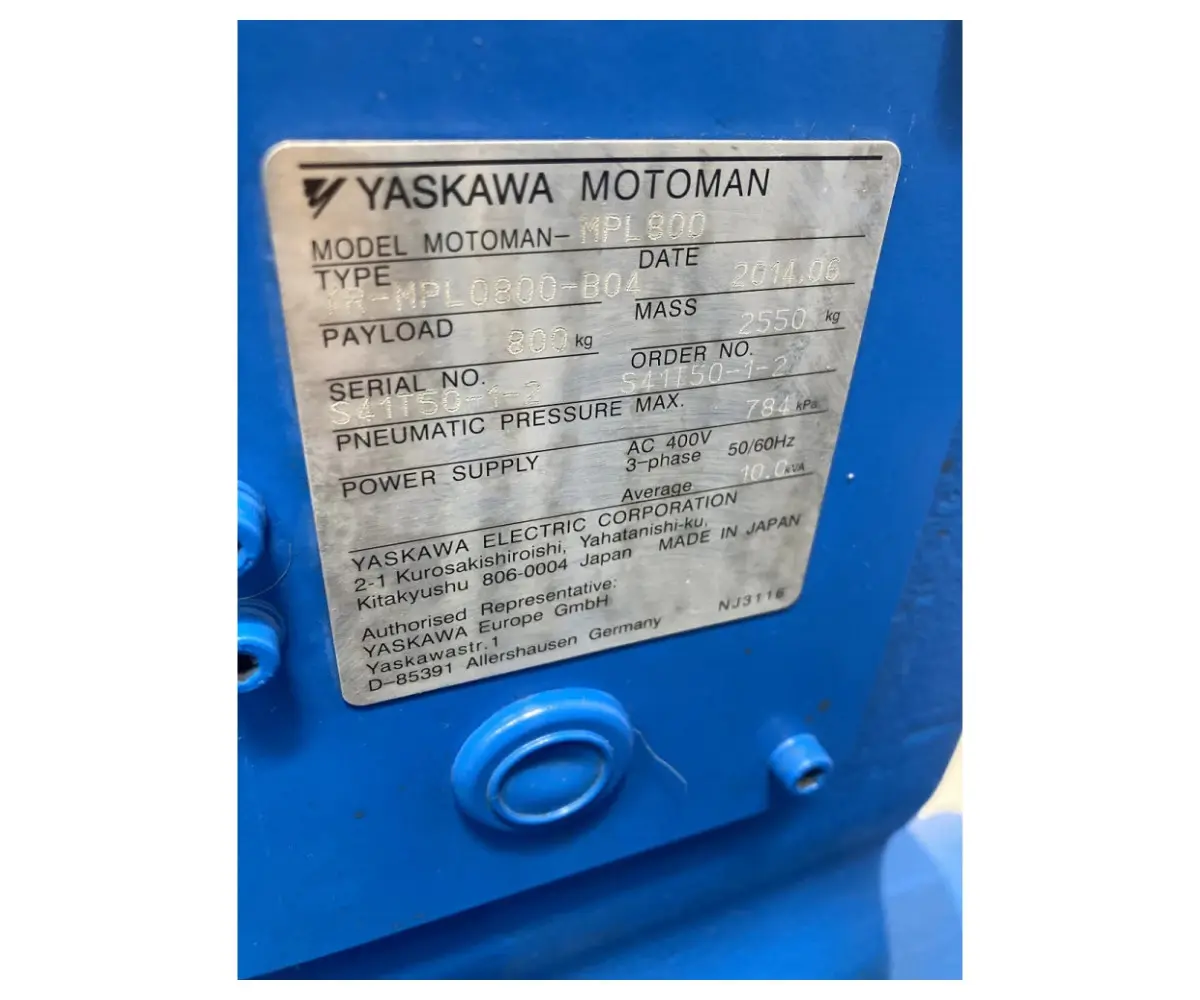 YASKAWA MOTOMAN
MODEL MOTOMAN- MPL800
TYPE YR-MPL0800-B04
DATE 2014.06
PAYLOAD 800 kg
MASS 2550 kg
SERIAL NO. S41T50-1-2
ORDER NO. S41T50-1-2
PNEUMATIC PRESSURE MAX. 784 kPa
POWER SUPPLY AC 400V 50/60Hz
3-phase
Average 10.0 kVA
YASKAWA ELECTRIC CORPORATION
2-1 Kurosakishiroishi, Yahatanishi-ku,
Kitakyushu 806-0004 Japan MADE IN JAPAN
Authorised Representative:
YASKAWA Europe GmbH
Yaskawastr.1
D-85391 Allershausen Germany
NJ3116